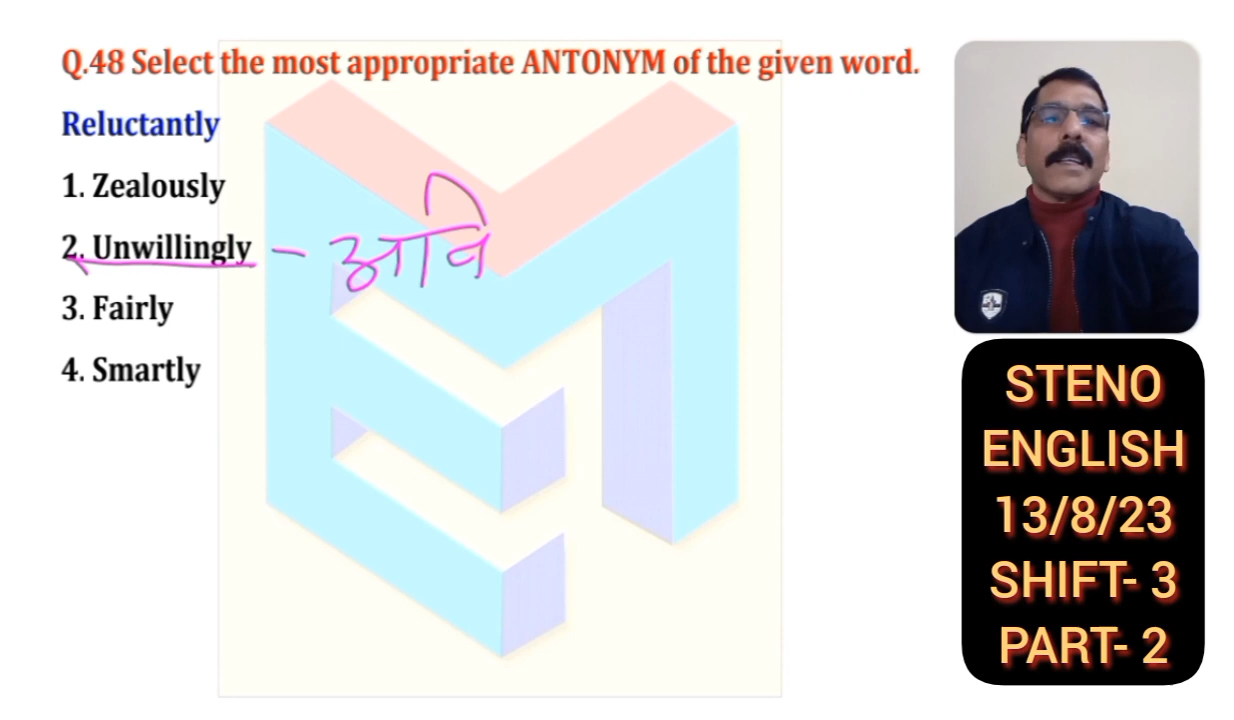 Q.48 Select the most appropriate ANTONYM of the given word.
Reluctantly
1. Zealously
2. Unwillingly – अावि
3. Fairly
4. Smartly
STENO
ENGLISH
13/8/23
SHIFT- 3
PART- 2